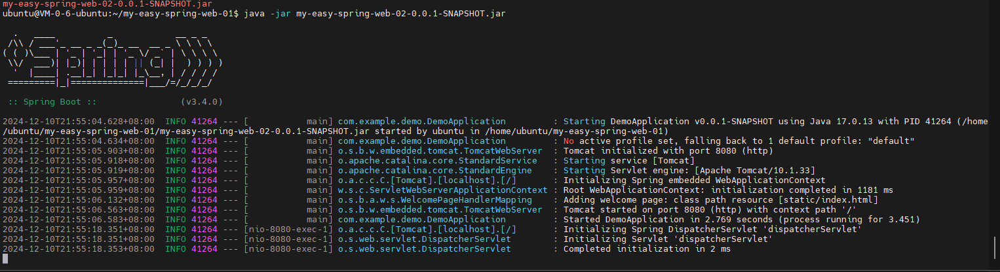 my-easy-spring-web-02-0.0.1-SNAPSHOT.jar
ubuntu@VM-0-6-ubuntu:~/my-easy-spring-web-01$ java -jar my-easy-spring-web-02-0.0.1-SNAPSHOT.jar
  .   ____          _            __ _ _
 /\\ / ___'_ __ _ _(_)_ __  __ _ \ \ \ \
( ( )\___ | '_ | '_| | '_ \/ _` | \ \ \ \
 \\/  ___)| |_)| | | | | || (_| |  ) ) ) )
  '  |____| .__|_| |_|_| |_\__, | / / / /
 =========|_|==============|___/=/_/_/_/
 :: Spring Boot ::                (v3.4.0)
2024-12-10T21:55:04.628+08:00  INFO 41264 --- [           main] com.example.demo.DemoApplication         : Starting DemoApplication v0.0.1-SNAPSHOT using Java 17.0.13 with PID 41264 (/home
/ubuntu/my-easy-spring-web-01/my-easy-spring-web-02-0.0.1-SNAPSHOT.jar started by ubuntu in /home/ubuntu/my-easy-spring-web-01)
2024-12-10T21:55:04.634+08:00  INFO 41264 --- [           main] com.example.demo.DemoApplication         : No active profile set, falling back to 1 default profile: "default"
2024-12-10T21:55:05.903+08:00  INFO 41264 --- [           main] o.s.b.w.embedded.tomcat.TomcatWebServer  : Tomcat initialized with port 8080 (http)
2024-12-10T21:55:05.918+08:00  INFO 41264 --- [           main] o.apache.catalina.core.StandardService   : Starting service [Tomcat]
2024-12-10T21:55:05.919+08:00  INFO 41264 --- [           main] o.apache.catalina.core.StandardEngine    : Starting Servlet engine: [Apache Tomcat/10.1.33]
2024-12-10T21:55:05.957+08:00  INFO 41264 --- [           main] o.a.c.c.C.[Tomcat].[localhost].[/]       : Initializing Spring embedded WebApplicationContext
2024-12-10T21:55:05.959+08:00  INFO 41264 --- [           main] w.s.c.ServletWebServerApplicationContext : Root WebApplicationContext: initialization completed in 1181 ms
2024-12-10T21:55:06.132+08:00  INFO 41264 --- [           main] o.s.b.a.w.s.WelcomePageHandlerMapping    : Adding welcome page: class path resource [static/index.html]
2024-12-10T21:55:06.563+08:00  INFO 41264 --- [           main] o.s.b.w.embedded.tomcat.TomcatWebServer  : Tomcat started on port 8080 (http) with context path '/'
2024-12-10T21:55:06.583+08:00  INFO 41264 --- [           main] com.example.demo.DemoApplication         : Started DemoApplication in 2.769 seconds (process running for 3.451)
2024-12-10T21:55:18.351+08:00  INFO 41264 --- [nio-8080-exec-1] o.a.c.c.C.[Tomcat].[localhost].[/]       : Initializing Spring DispatcherServlet 'dispatcherServlet'
2024-12-10T21:55:18.351+08:00  INFO 41264 --- [nio-8080-exec-1] o.s.web.servlet.DispatcherServlet        : Initializing Servlet 'dispatcherServlet'
2024-12-10T21:55:18.353+08:00  INFO 41264 --- [nio-8080-exec-1] o.s.web.servlet.DispatcherServlet        : Completed initialization in 2 ms